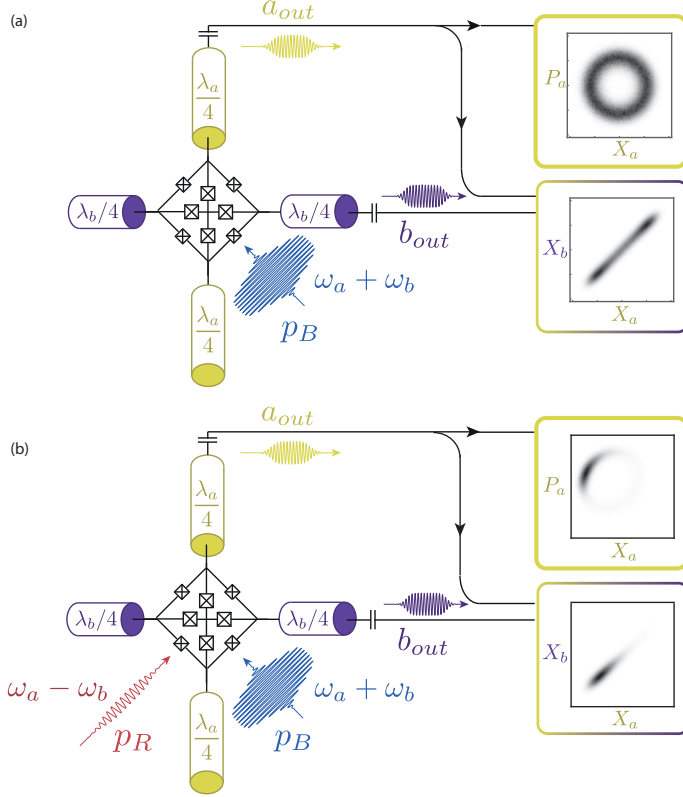 (a)
a_out
λ_a/4
P_a
X_a
λ_b/4
λ_b/4
b_out
X_b
X_a
ω_a + ω_b
p_B
λ_a/4
(b)
a_out
λ_a/4
P_a
X_a
λ_b/4
λ_b/4
b_out
X_b
X_a
ω_a − ω_b
ω_a + ω_b
p_R
p_B
λ_a/4